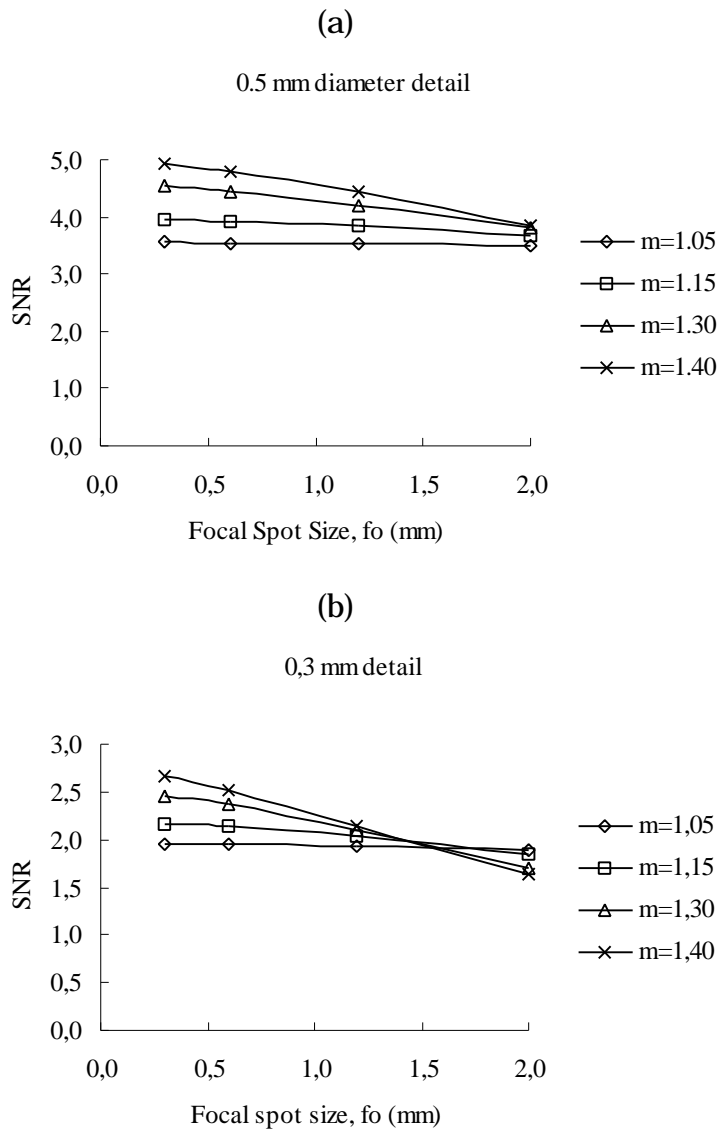 (a)
0.5 mm diameter detail
5,0
4,0
3,0
2,0
1,0
0,0
SNR
0,0 0,5 1,0 1,5 2,0
Focal Spot Size, fo (mm)
m=1.05
m=1.15
m=1.30
m=1.40
(b)
0,3 mm detail
3,0
2,5
2,0
1,5
1,0
0,5
0,0
SNR
0,0 0,5 1,0 1,5 2,0
Focal spot size, fo (mm)
m=1,05
m=1,15
m=1,30
m=1,40